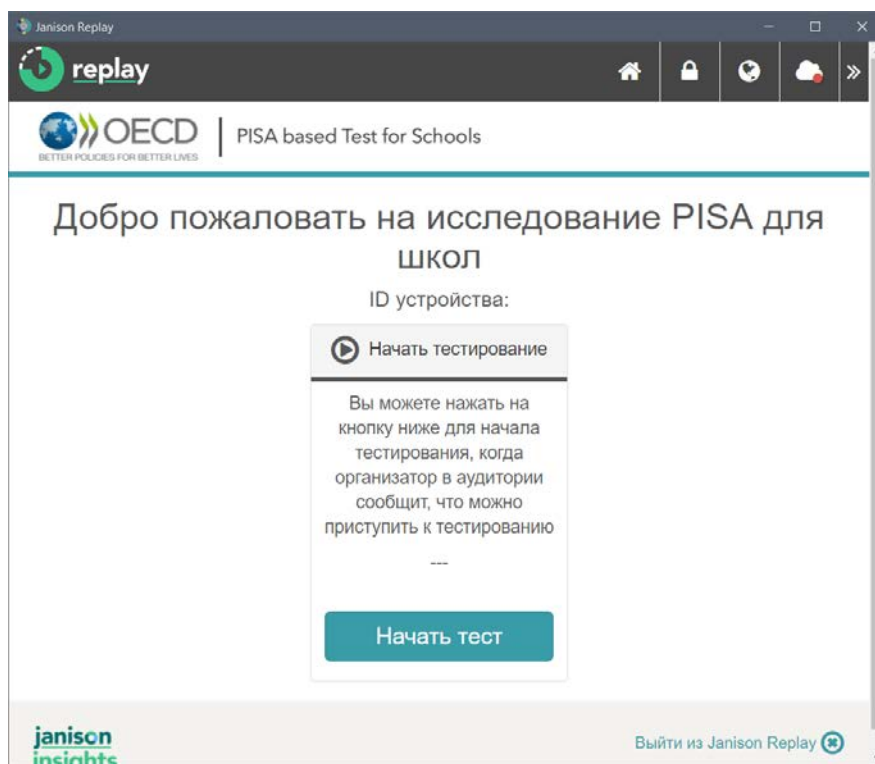 Janison Replay
replay
OECD
BETTER POLICIES FOR BETTER LIVES
PISA based Test for Schools
Добро пожаловать на исследование PISA для
школ
ID устройства:
Начать тестирование
Вы можете нажать на
кнопку ниже для начала
тестирования, когда
организатор в аудитории
сообщит, что можно
приступить к тестированию
---
Начать тест
janison
insights
Выйти из Janison Replay